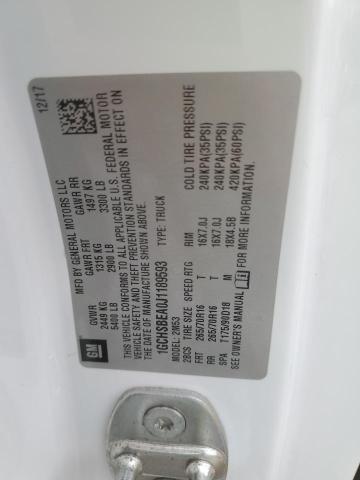 12/17
MFD BY GENERAL MOTORS LLC
GVWR GAWR FRT GAWR RR
2449 KG 1315 KG 1497 KG
5400 LB 2900 LB 3300 LB
THIS VEHICLE CONFORMS TO ALL APPLICABLE U.S. FEDERAL MOTOR
VEHICLE SAFETY AND THEFT PREVENTION STANDARDS IN EFFECT ON
THE DATE OF MANUFACTURE SHOWN ABOVE.
1GCHSBEA0J1189593 TYPE: TRUCK
2BCS 2M53
TIRE SIZE SPEED RTG RIM COLD TIRE PRESSURE
FRT 265/70R16 T 16X7.0J 240KPA(35PSI)
RR 265/70R16 T 16X7.0J 240KPA(35PSI)
SPA T175/90D18 M 18X4.5B 420KPA(60PSI)
SEE OWNER'S MANUAL FOR MORE INFORMATION.
GM